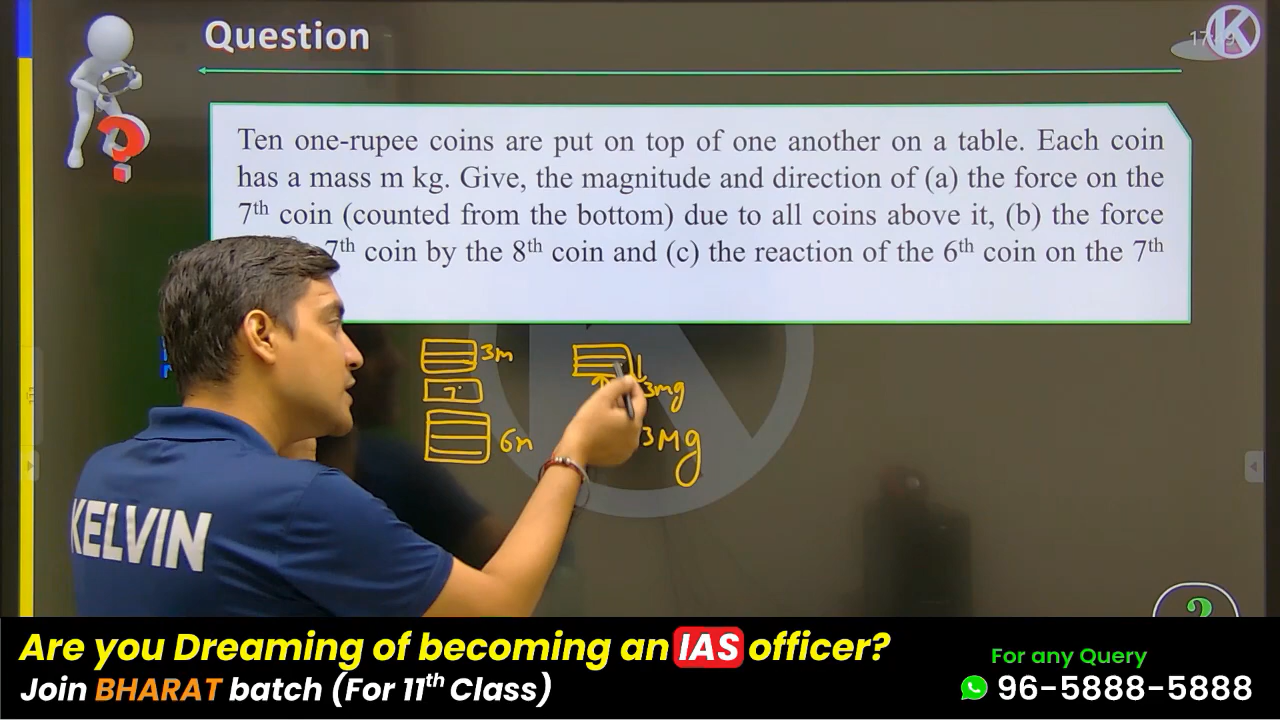 Question
17:19
K
Ten one-rupee coins are put on top of one another on a table. Each coin
has a mass m kg. Give, the magnitude and direction of (a) the force on the
7th coin (counted from the bottom) due to all coins above it, (b) the force
7th coin by the 8th coin and (c) the reaction of the 6th coin on the 7th
3m
7
6m
3mg
3Mg
KELVIN
?
Are you Dreaming of becoming an IAS officer?
Join BHARAT batch (For 11th Class)
For any Query
96-5888-5888